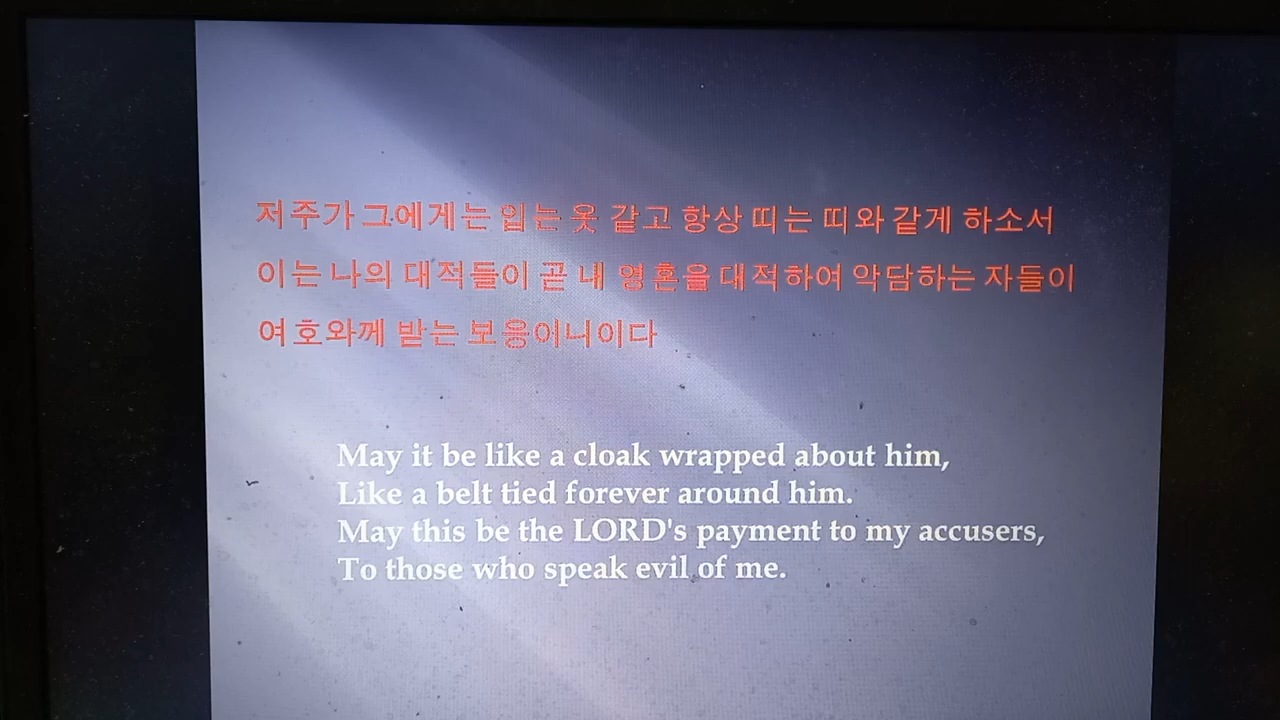 저주가 그에게는 입는 옷 같고 항상 띠는 띠와 같게 하소서
이는 나의 대적들이 곧 내 영혼을 대적하여 악담하는 자들이
여호와께 받는 보응이니이다
May it be like a cloak wrapped about him,
Like a belt tied forever around him.
May this be the LORD's payment to my accusers,
To those who speak evil of me.